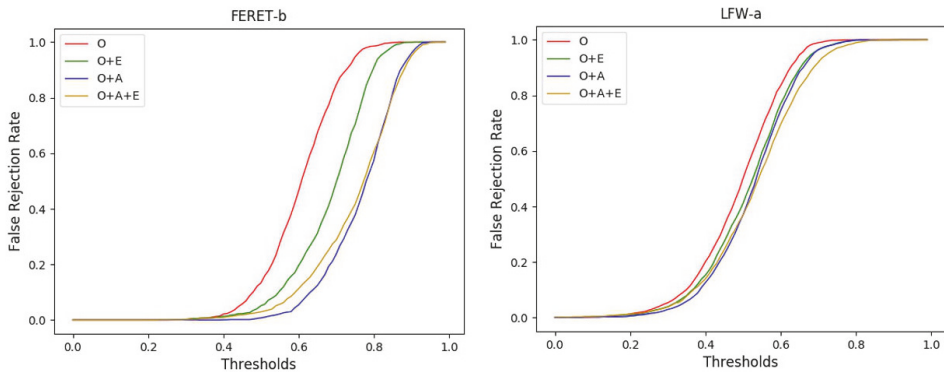 FERET-b
1.0
0.8
0.6
0.4
0.2
0.0
False Rejection Rate
O
O+E
O+A
O+A+E
0.0 0.2 0.4 0.6 0.8 1.0
Thresholds
LFW-a
1.0
0.8
0.6
0.4
0.2
0.0
False Rejection Rate
O
O+E
O+A
O+A+E
0.0 0.2 0.4 0.6 0.8 1.0
Thresholds